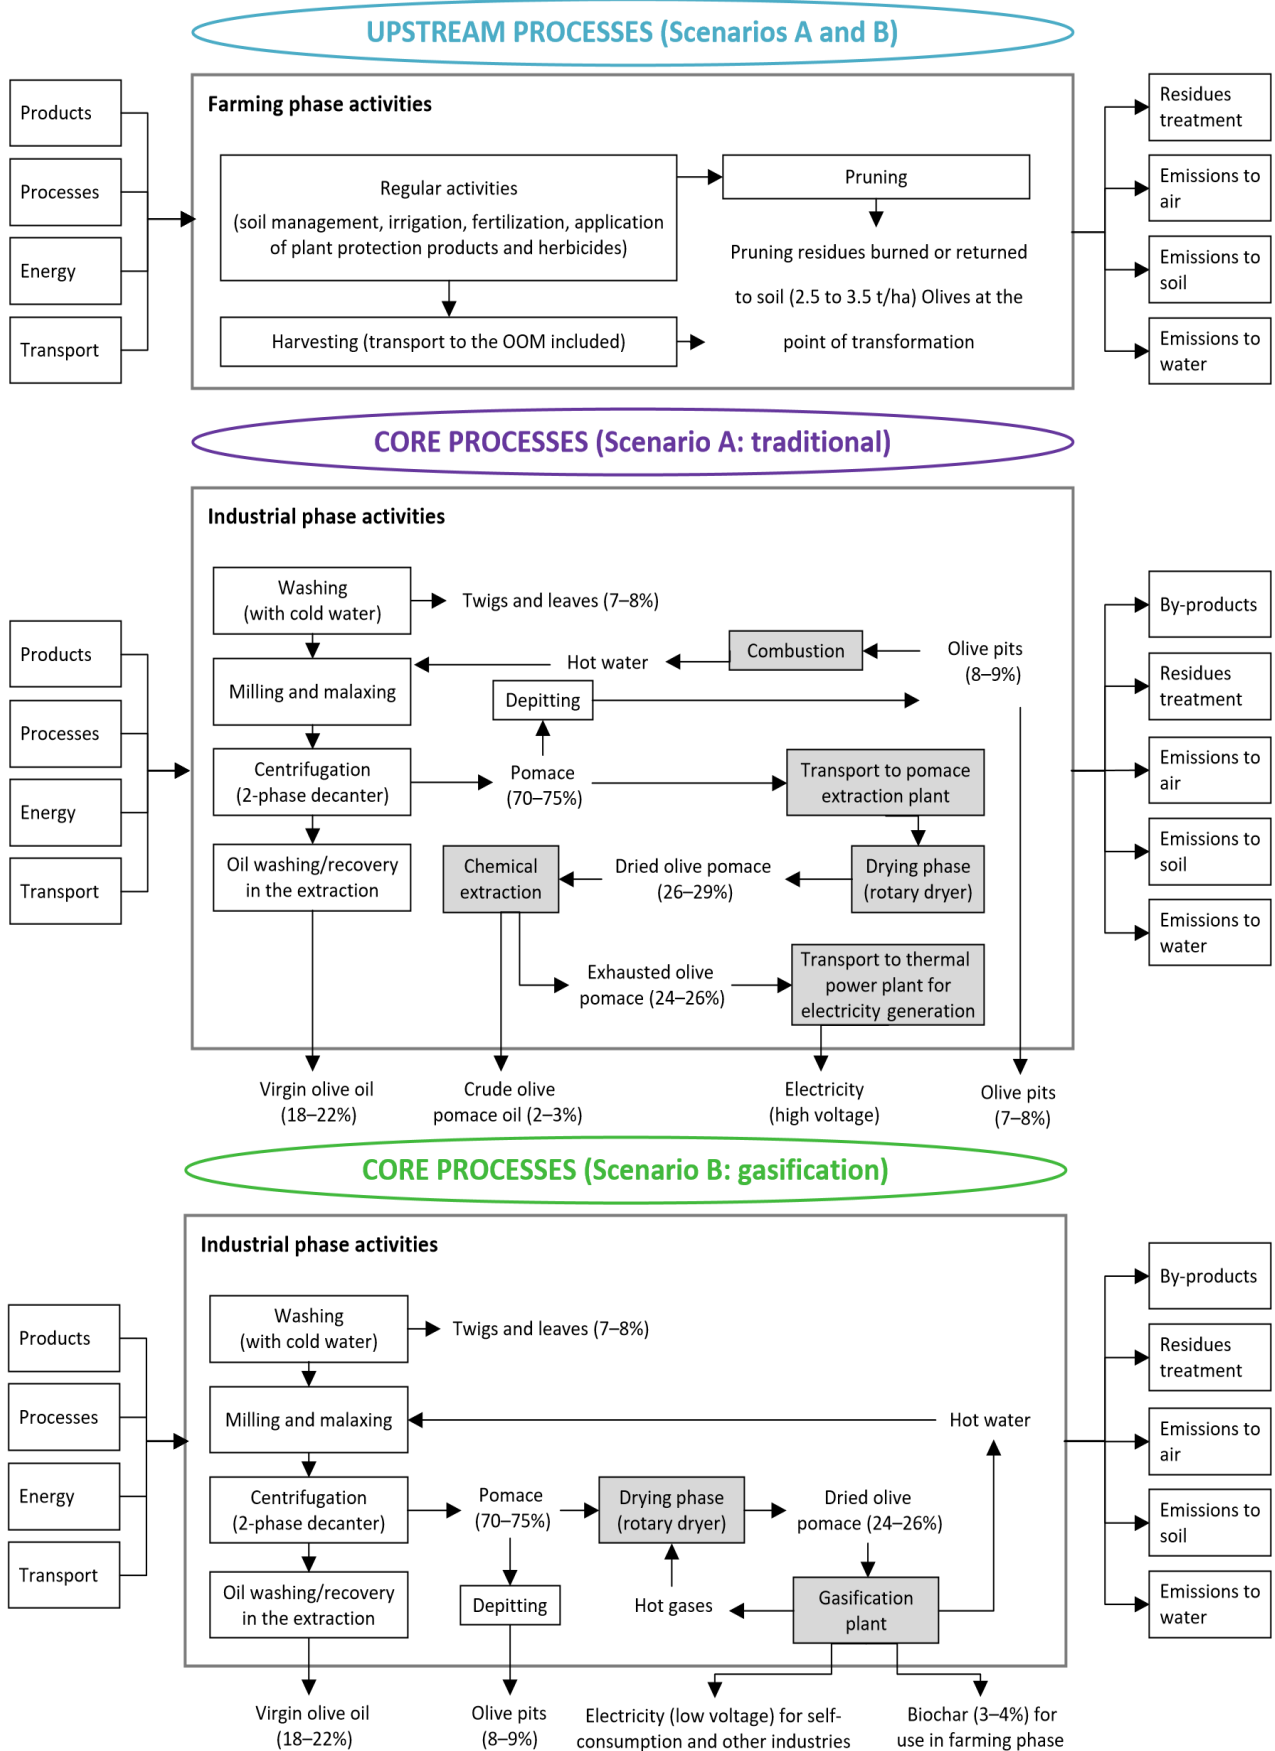 UPSTREAM PROCESSES (Scenarios A and B)
Products
Processes
Energy
Transport
Farming phase activities
Regular activities
(soil management, irrigation, fertilization, application
of plant protection products and herbicides)
Pruning
Pruning residues burned or returned
to soil (2.5 to 3.5 t/ha) Olives at the
point of transformation
Harvesting (transport to the OOM included)
Residues
treatment
Emissions to
air
Emissions to
soil
Emissions to
water
CORE PROCESSES (Scenario A: traditional)
Products
Processes
Energy
Transport
Industrial phase activities
Washing
(with cold water)
Twigs and leaves (7–8%)
Milling and malaxing
Hot water
Combustion
Olive pits
(8–9%)
Depitting
Centrifugation
(2-phase decanter)
Pomace
(70–75%)
Transport to pomace
extraction plant
Oil washing/recovery
in the extraction
Chemical
extraction
Dried olive pomace
(26–29%)
Drying phase
(rotary dryer)
Exhausted olive
pomace (24–26%)
Transport to thermal
power plant for
electricity generation
Virgin olive oil
(18–22%)
Crude olive
pomace oil (2–3%)
Electricity
(high voltage)
Olive pits
(7–8%)
By-products
Residues
treatment
Emissions to
air
Emissions to
soil
Emissions to
water
CORE PROCESSES (Scenario B: gasification)
Products
Processes
Energy
Transport
Industrial phase activities
Washing
(with cold water)
Twigs and leaves (7–8%)
Milling and malaxing
Hot water
Centrifugation
(2-phase decanter)
Pomace
(70–75%)
Drying phase
(rotary dryer)
Dried olive
pomace (24–26%)
Oil washing/recovery
in the extraction
Depitting
Hot gases
Gasification
plant
Virgin olive oil
(18–22%)
Olive pits
(8–9%)
Electricity (low voltage) for self-
consumption and other industries
Biochar (3–4%) for
use in farming phase
By-products
Residues
treatment
Emissions to
air
Emissions to
soil
Emissions to
water